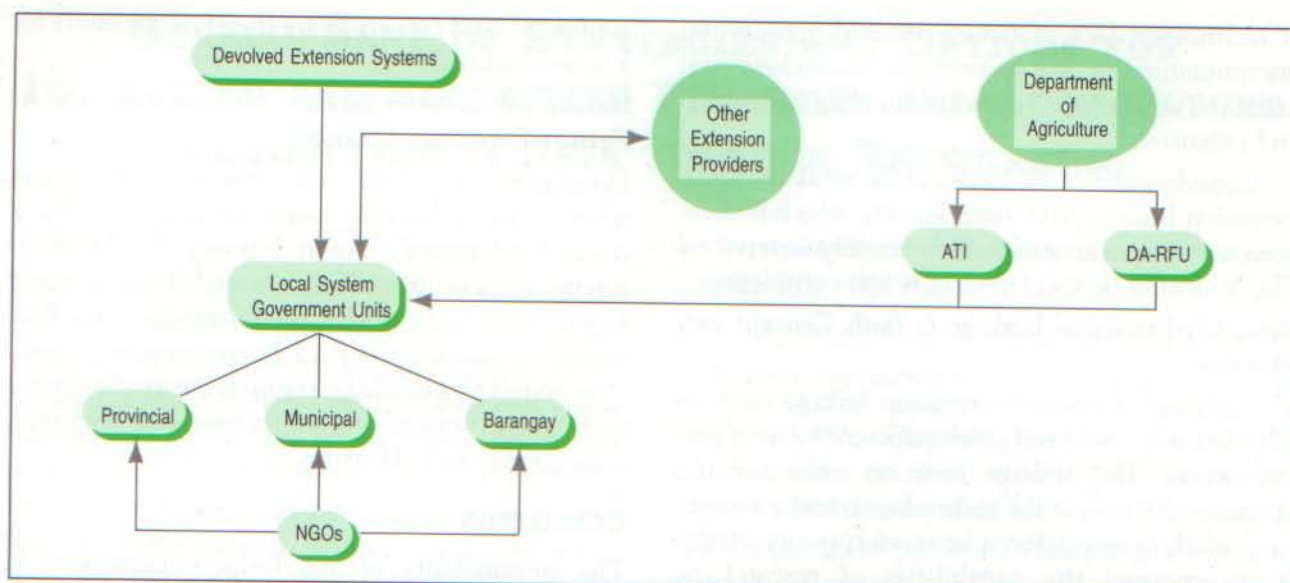 Devolved Extension Systems
Other
Extension
Providers
Department
of
Agriculture
ATI
DA-RFU
Local System
Government Units
Provincial
Municipal
Barangay
NGOs